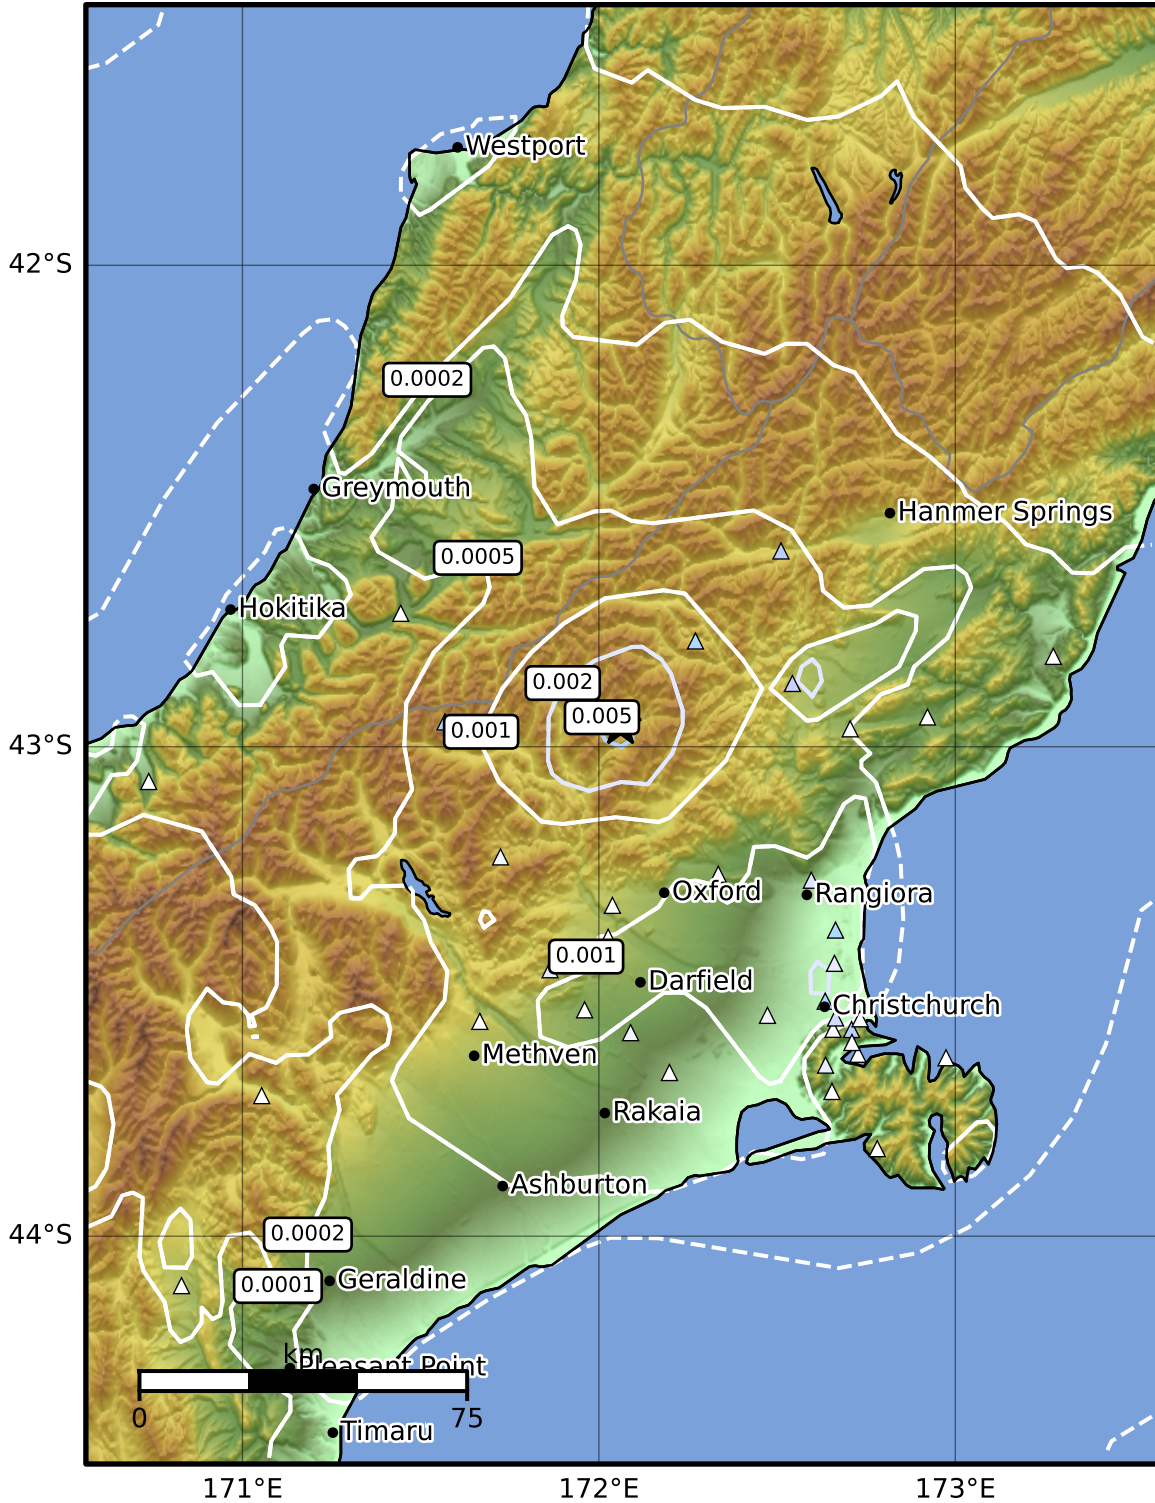 Westport
42°S
0.0002
Greymouth
Hanmer Springs
0.0005
Hokitika
0.002
0.005
0.001
43°S
Oxford
Rangiora
0.001
Darfield
Christchurch
Methven
Rakaia
Ashburton
44°S
0.0002
0.0001
Geraldine
km
Pleasant Point
0
75
Timaru
171°E
172°E
173°E